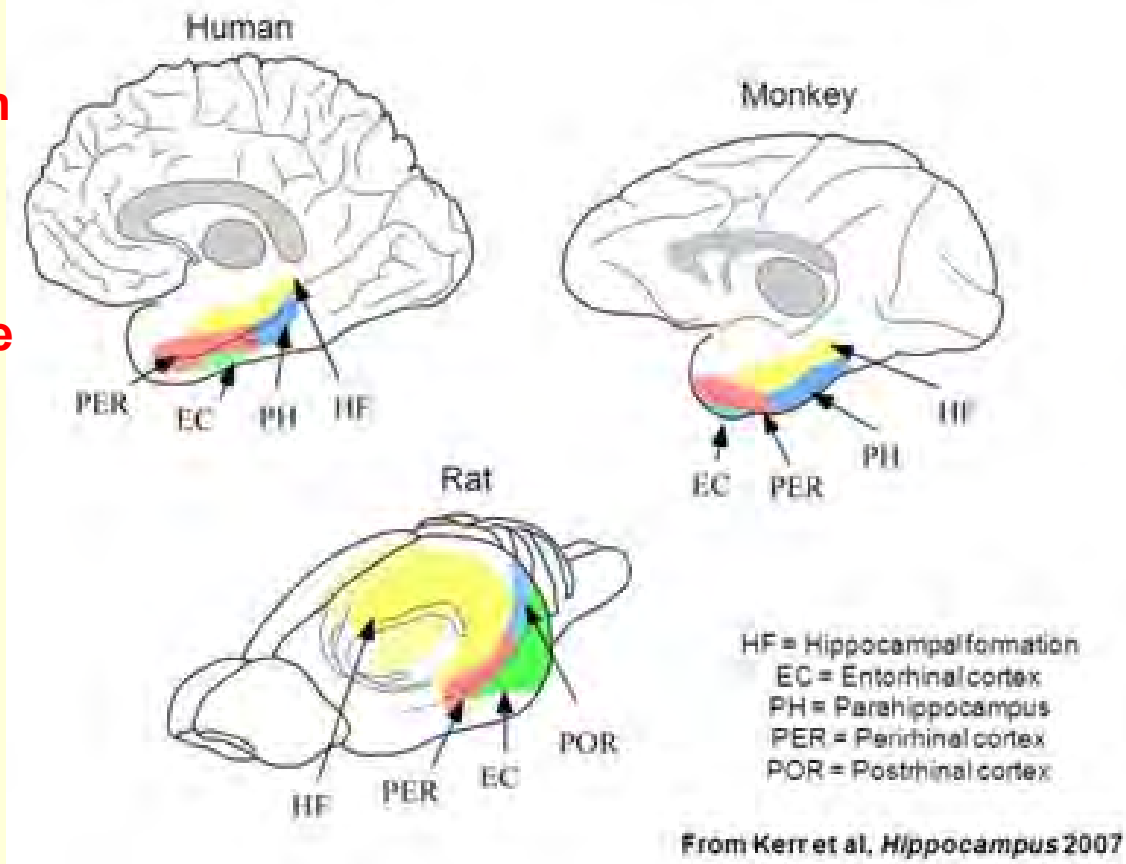 Human
n
Monkey
e
PER
EC
PH
HF
HF
PH
EC
PER
Rat
POR
EC
PER
HF
HF = Hippocampal formation
EC = Entorhinal cortex
PH = Parahippocampus
PER = Perirhinal cortex
POR = Postrhinal cortex
From Kerr et al, Hippocampus 2007